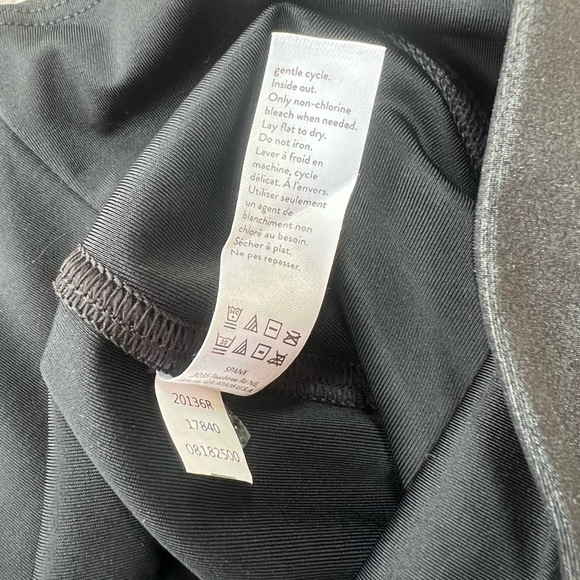 gentle cycle.
Inside out.
Only non-chlorine
bleach when needed.
Lay flat to dry.
Do not iron.
Laver à froid en
machine, cycle
délicat. À l'envers.
Utiliser seulement
un agent de
blanchiment non
chloré au besoin.
Sécher à plat.
Ne pas repasser.
30
SPANX
U.S.A.
20136R
17840
08182500